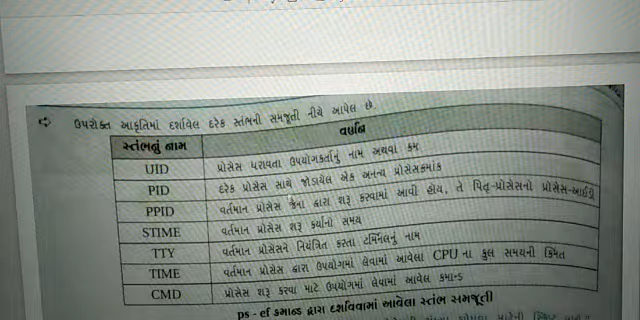 ઉપરોક્ત આકૃતિમાં દર્શાવેલ દરેક સ્તંભની સમજૂતી નીચે આપેલ છે.
સ્તંભનું નામ વર્ણન
UID પ્રોસેસ ધરાવતા ઉપયોગકર્તાનું નામ અથવા ક્રમ
PID દરેક પ્રોસેસ સાથે જોડાયેલ એક અનન્ય પ્રોસેસક્રમાંક
PPID વર્તમાન પ્રોસેસ જેના દ્વારા શરૂ કરવામાં આવી હોય, તે પિતૃ-પ્રોસેસનો પ્રોસેસ-આઈડી
STIME વર્તમાન પ્રોસેસ શરૂ કર્યાનો સમય
TTY વર્તમાન પ્રોસેસને નિયંત્રિત કરતા ટર્મિનલનું નામ
TIME વર્તમાન પ્રોસેસ દ્વારા ઉપયોગમાં લેવામાં આવેલા CPU ના કુલ સમયની કિંમત
CMD પ્રોસેસ શરૂ કરવા માટે ઉપયોગમાં લેવામાં આવેલ કમાન્ડ
ps - ef કમાન્ડ દ્વારા દર્શાવવામાં આવેલા સ્તંભ સમજૂતી